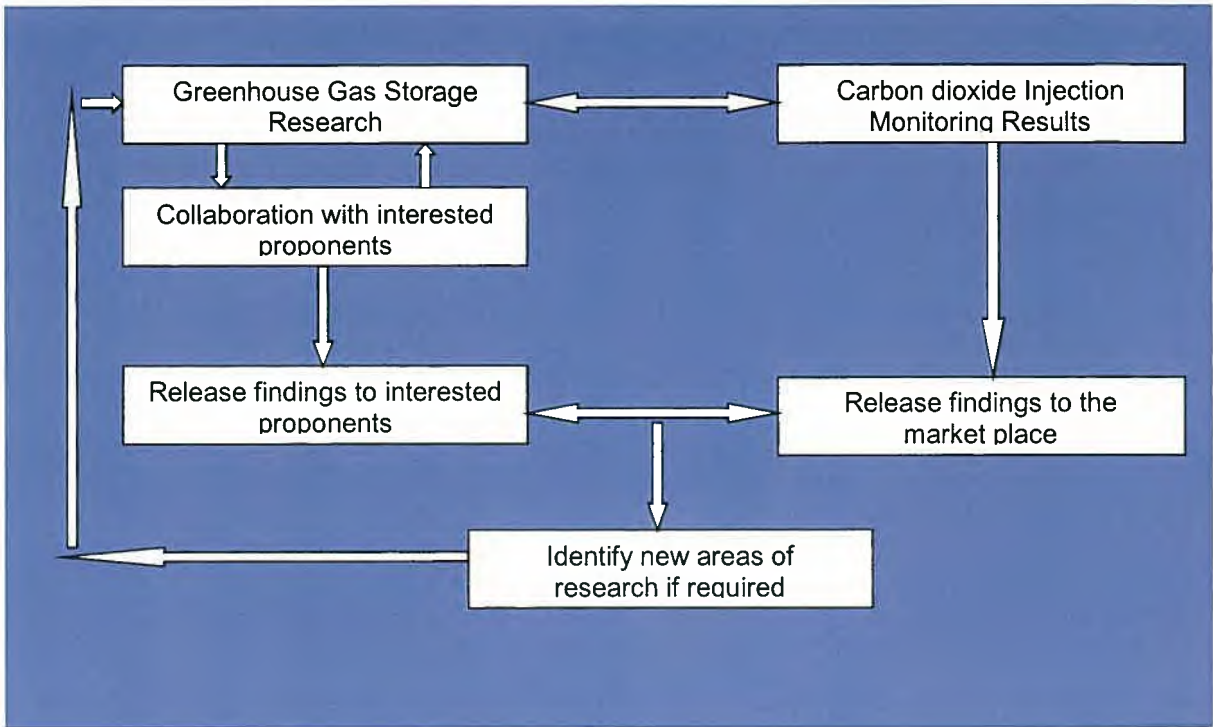 Greenhouse Gas Storage
Research
Carbon dioxide Injection
Monitoring Results
Collaboration with interested
proponents
Release findings to interested
proponents
Release findings to the
market place
Identify new areas of
research if required